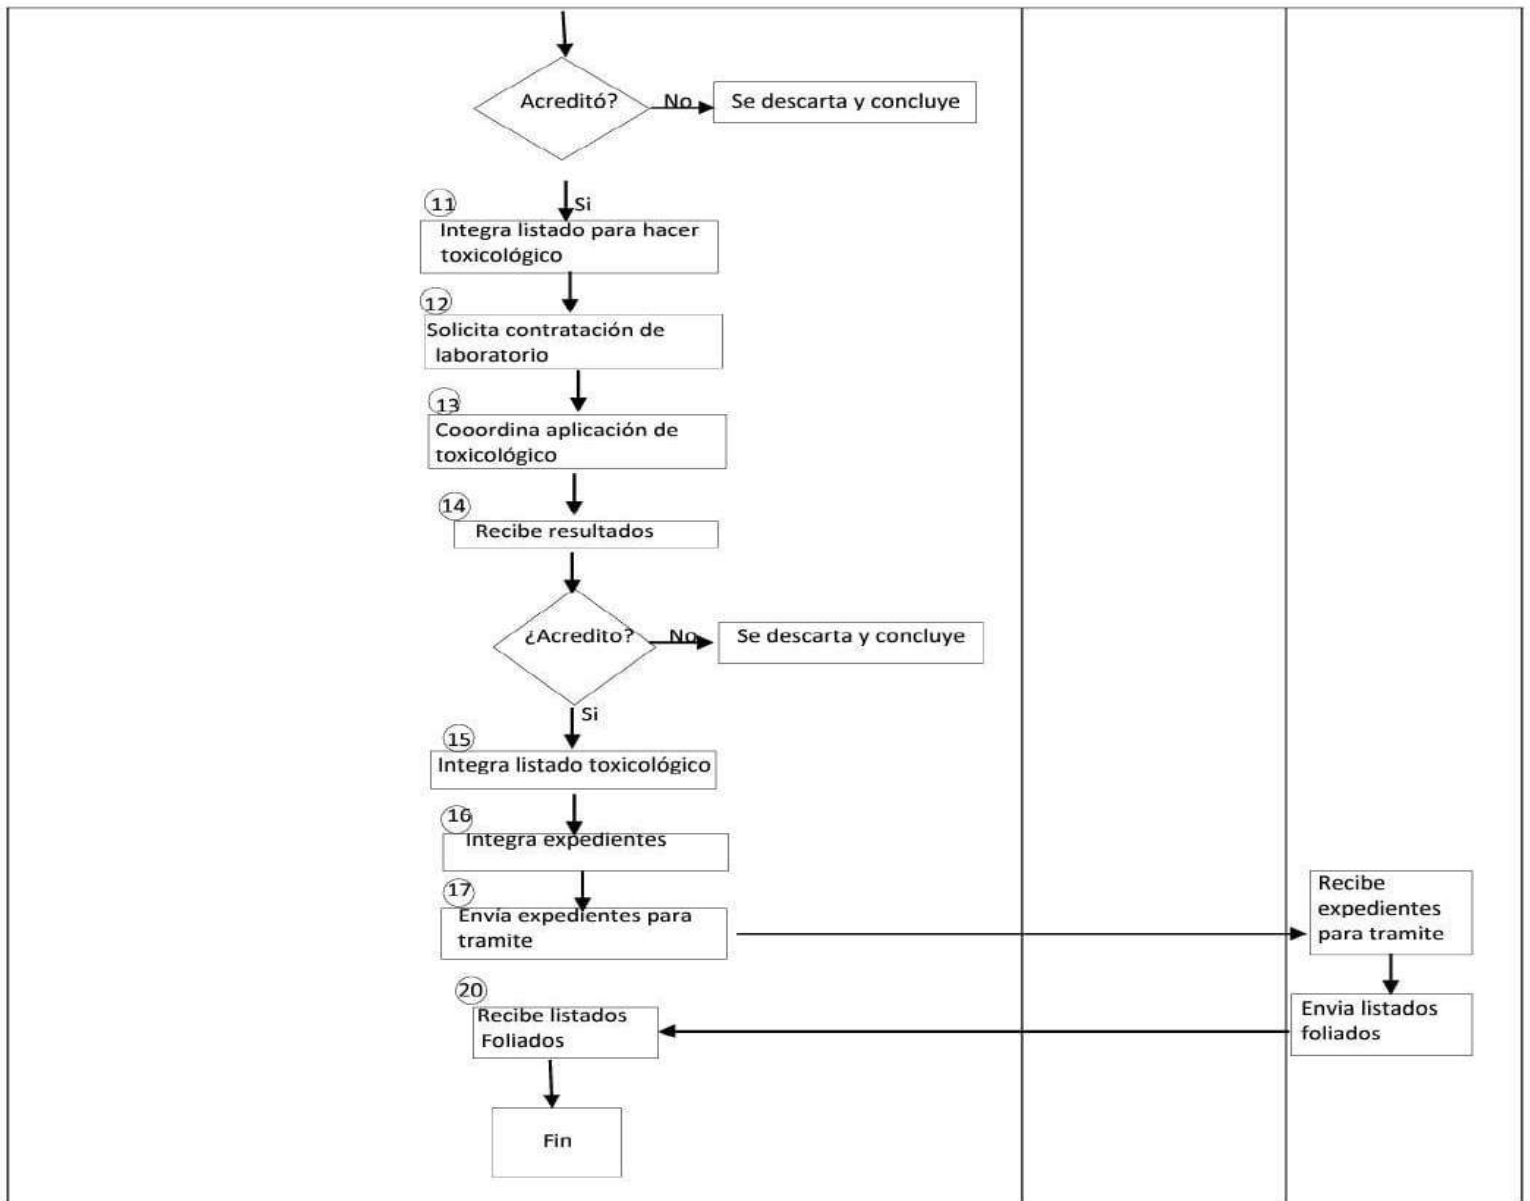 Acreditó?
No
Se descarta y concluye
Si
11
Integra listado para hacer
toxicológico
12
Solicita contratación de
laboratorio
13
Cooordina aplicación de
toxicológico
14
Recibe resultados
¿Acredito?
No
Se descarta y concluye
Si
15
Integra listado toxicológico
16
Integra expedientes
17
Envía expedientes para
tramite
Recibe
expedientes
para tramite
Envia listados
foliados
20
Recibe listados
Foliados
Fin